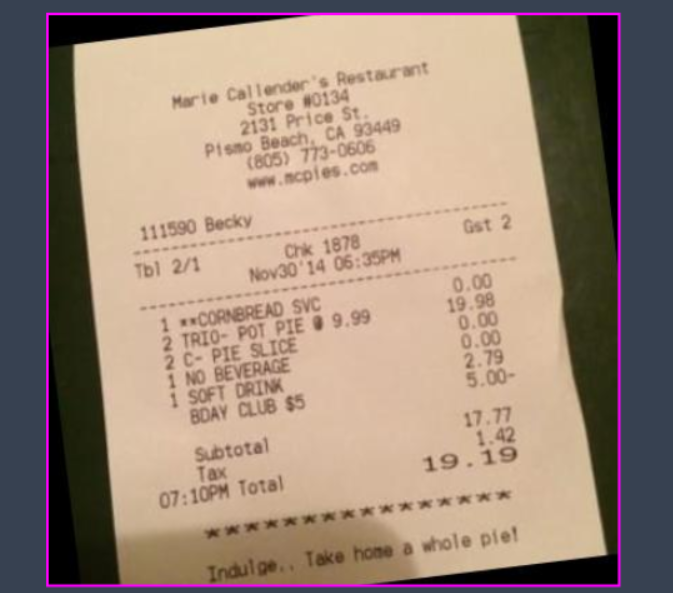 Marie Callender's Restaurant
Store #0134
2131 Price St.
Pismo Beach, CA 93449
(805) 773-0606
www.mcpies.com
111590 Becky
Tbl 2/1 Chk 1878 Gst 2
Nov30'14 06:35PM
1 **CORNBREAD SVC 0.00
2 TRIO- POT PIE @ 9.99 19.98
2 C- PIE SLICE 0.00
1 NO BEVERAGE 0.00
1 SOFT DRINK 2.79
BDAY CLUB $5 5.00-
Subtotal 17.77
Tax 1.42
07:10PM Total 19.19
****************
Indulge.. Take home a whole pie!